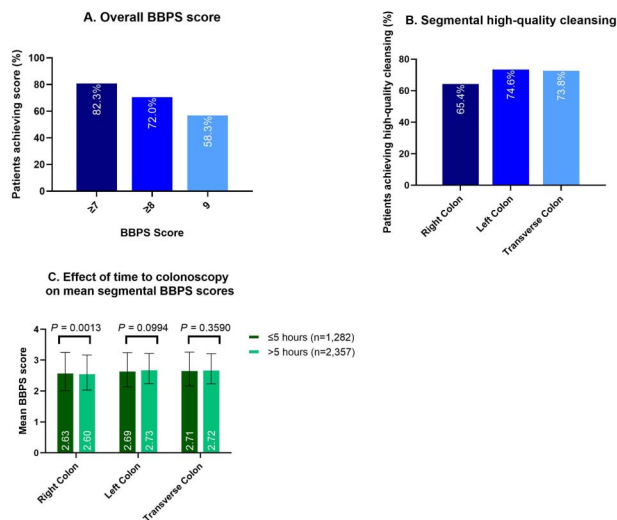 A. Overall BBPS score
Patients achieving score (%)
100
80
60
40
20
0
82.3%
72.0%
58.3%
≥7
≥8
9
BBPS Score
B. Segmental high-quality cleansing
Patients achieving high-quality cleansing (%)
80
60
40
20
0
65.4%
74.6%
73.8%
Right Colon
Left Colon
Transverse Colon
C. Effect of time to colonoscopy
on mean segmental BBPS scores
Mean BBPS score
4
3
2
1
0
P = 0.0013
P = 0.0994
P = 0.3590
2.63
2.60
2.69
2.73
2.71
2.72
Right Colon
Left Colon
Transverse Colon
≤5 hours (n=1,282)
>5 hours (n=2,357)